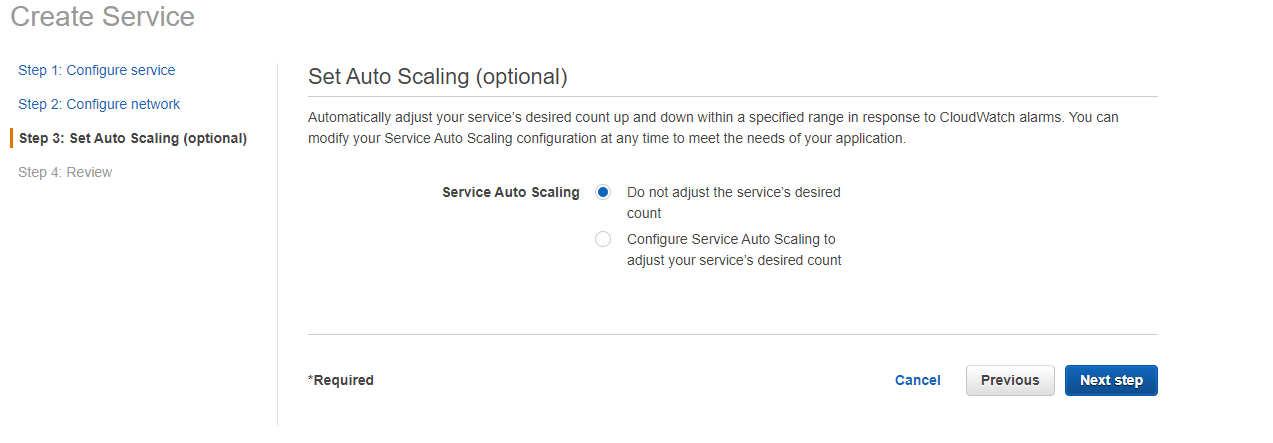 Create Service
Step 1: Configure service
Step 2: Configure network
Step 3: Set Auto Scaling (optional)
Step 4: Review
Set Auto Scaling (optional)
Automatically adjust your service’s desired count up and down within a specified range in response to CloudWatch alarms. You can
modify your Service Auto Scaling configuration at any time to meet the needs of your application.
Service Auto Scaling
Do not adjust the service’s desired
count
Configure Service Auto Scaling to
adjust your service’s desired count
*Required
Cancel
Previous
Next step